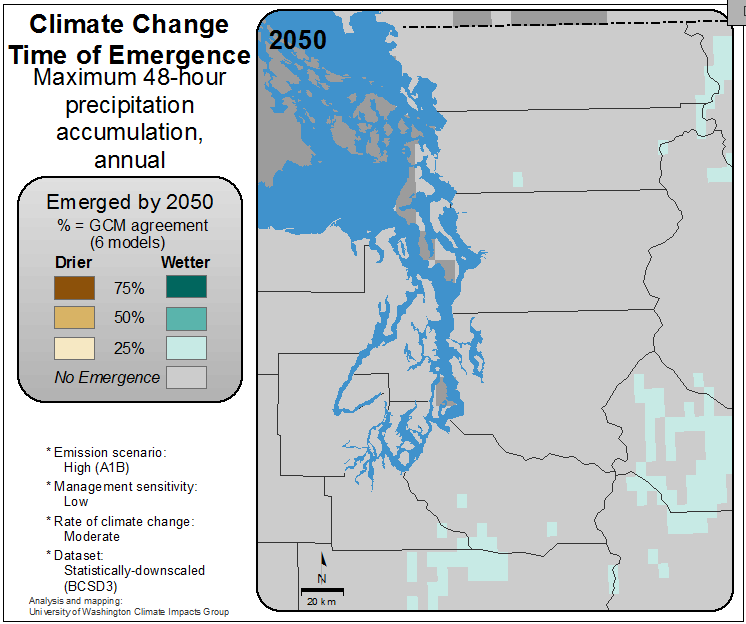 Climate Change
Time of Emergence
Maximum 48-hour
precipitation
accumulation,
annual
Emerged by 2050
% = GCM agreement
(6 models)
Drier Wetter
75%
50%
25%
No Emergence
* Emission scenario:
High (A1B)
* Management sensitivity:
Low
* Rate of climate change:
Moderate
* Dataset:
Statistically-downscaled
(BCSD3)
Analysis and mapping:
University of Washington Climate Impacts Group
2050
N
20 km